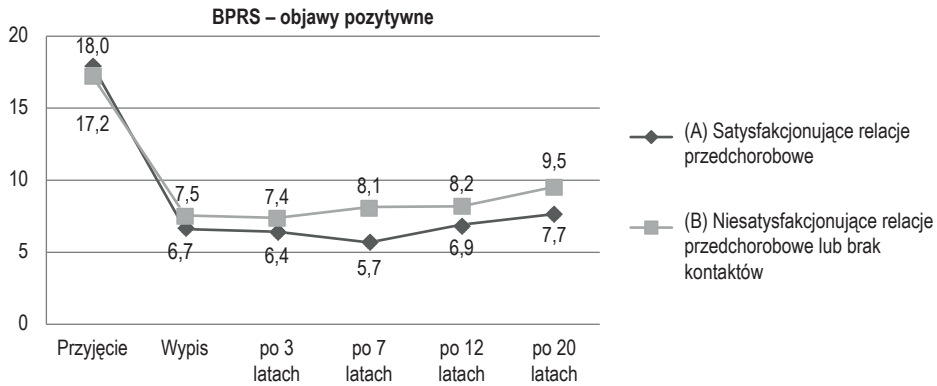 BPRS – objawy pozytywne
20
15
10
5
0
18,0
17,2
7,5
6,7
7,4
6,4
8,1
5,7
8,2
6,9
9,5
7,7
Przyjęcie
Wypis
po 3
latach
po 7
latach
po 12
latach
po 20
latach
(A) Satysfakcjonujące relacje
przedchorobowe
(B) Niesatysfakcjonujące relacje
przedchorobowe lub brak
kontaktów